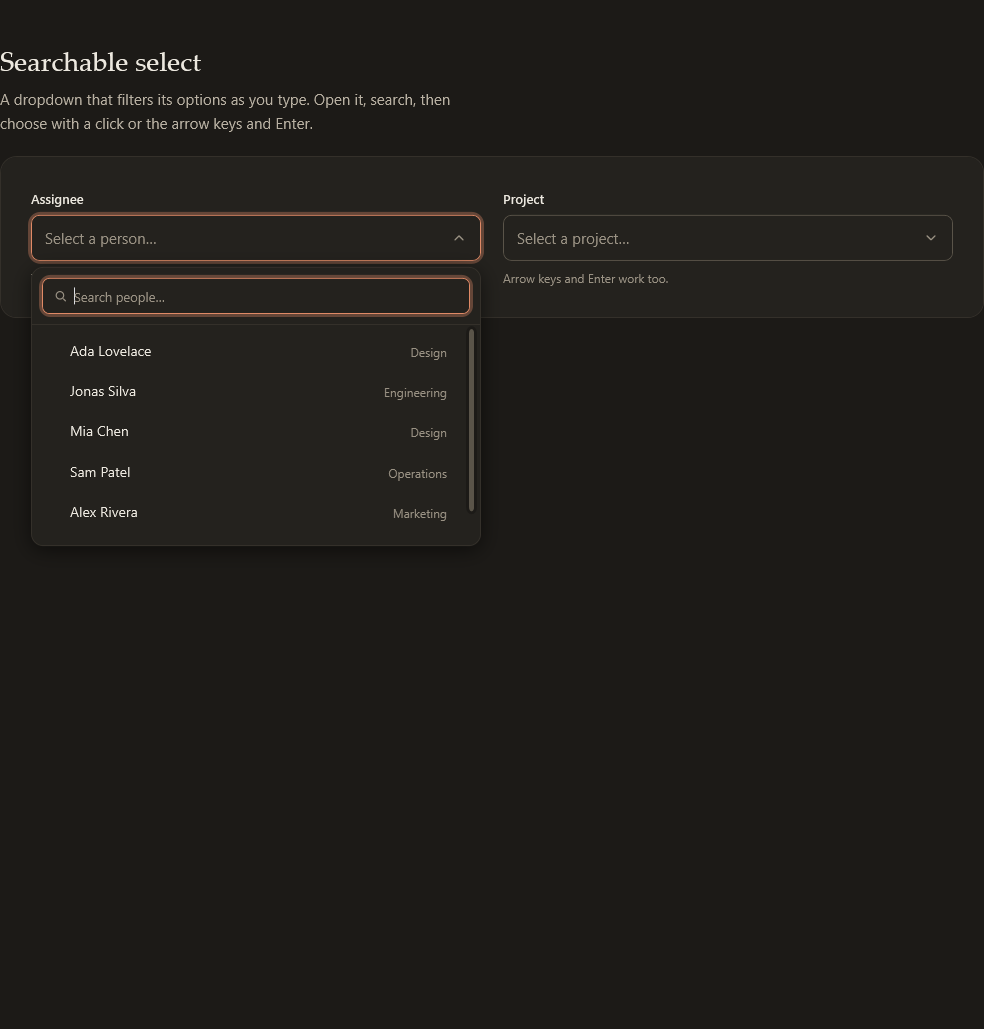 Searchable select
A dropdown that filters its options as you type. Open it, search, then
choose with a click or the arrow keys and Enter.
Assignee
Select a person...
Search people...
Ada Lovelace Design
Jonas Silva Engineering
Mia Chen Design
Sam Patel Operations
Alex Rivera Marketing
Project
Select a project...
Arrow keys and Enter work too.